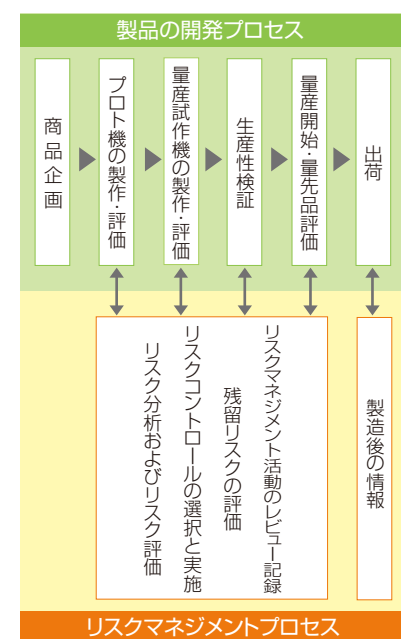 製品の開発プロセス
商品企画
プロト機の製作・評価
量産試作機の製作・評価
生産性検証
量産開始・量先品評価
出荷
リスク分析およびリスク評価
リスクコントロールの選択と実施
残留リスクの評価
リスクマネジメント活動のレビュー記録
製造後の情報
リスクマネジメントプロセス